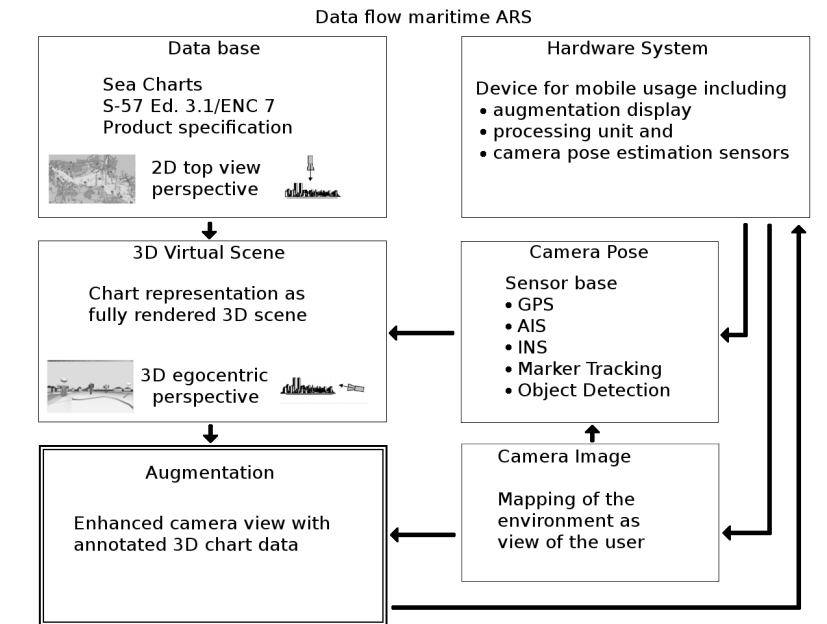 Data flow maritime ARS
Data base
Sea Charts
S-57 Ed. 3.1/ENC 7
Product specification
2D top view
perspective
Hardware System
Device for mobile usage including
• augmentation display
• processing unit and
• camera pose estimation sensors
3D Virtual Scene
Chart representation as
fully rendered 3D scene
3D egocentric
perspective
Camera Pose
Sensor base
• GPS
• AIS
• INS
• Marker Tracking
• Object Detection
Augmentation
Enhanced camera view with
annotated 3D chart data
Camera Image
Mapping of the
environment as
view of the user